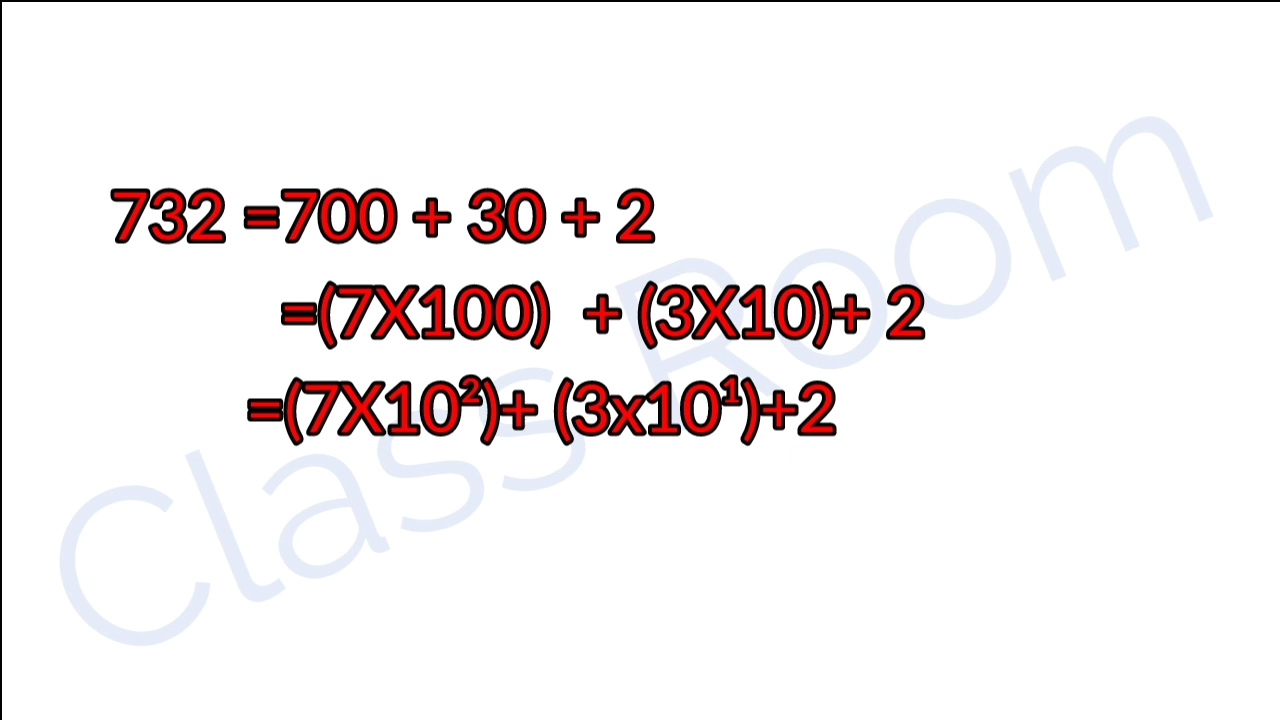 732 =700 + 30 + 2
=(7X100) + (3X10)+ 2
=(7X10²)+ (3x10¹)+2
Class Room